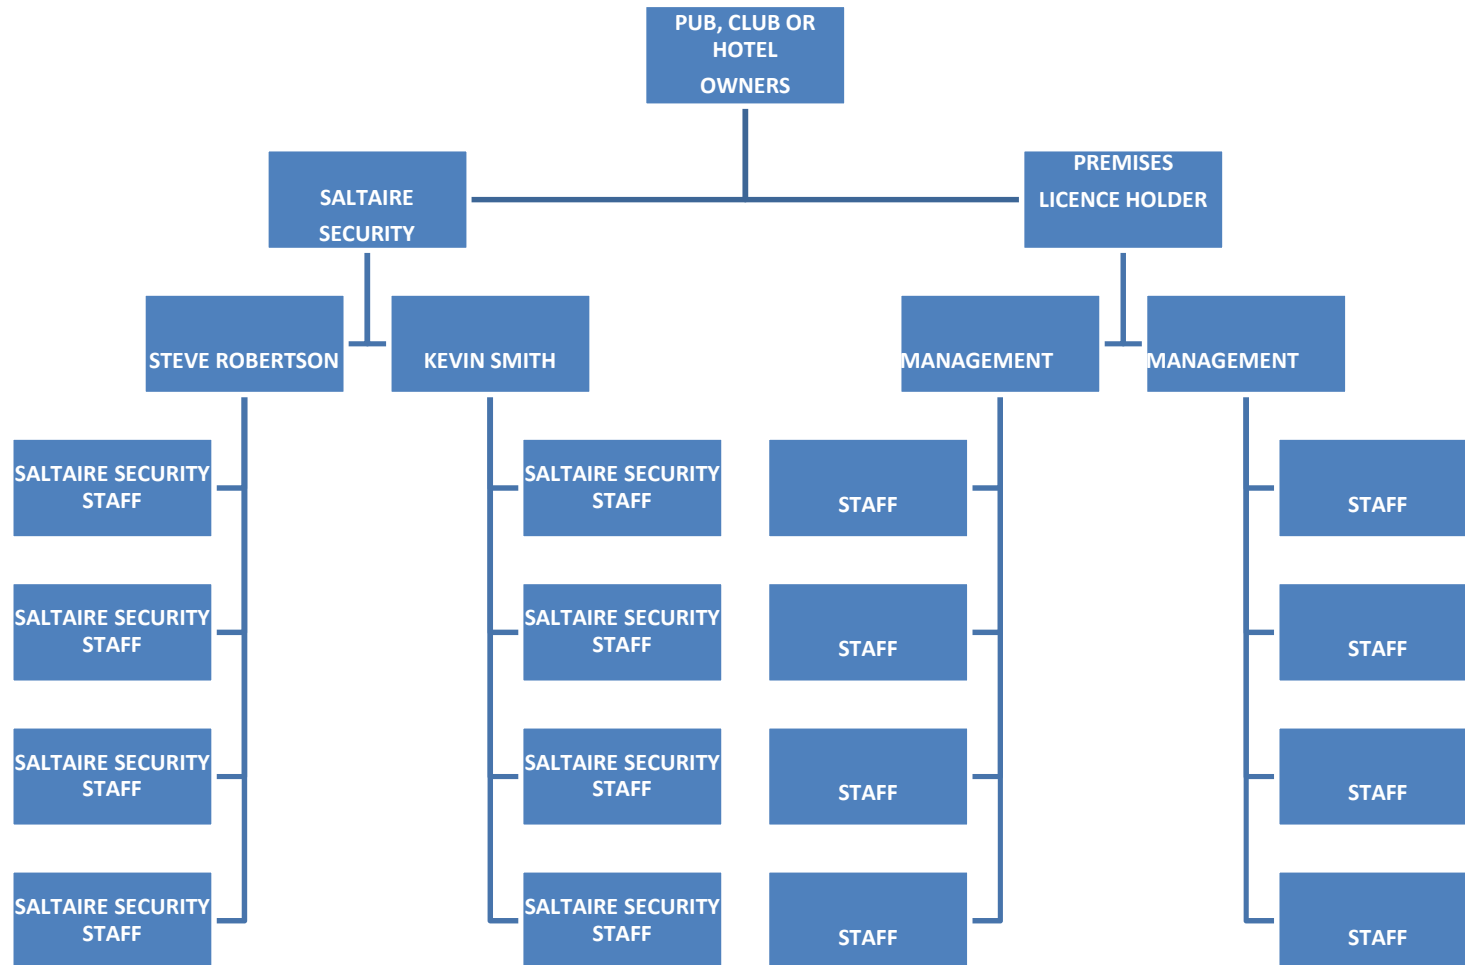 PUB, CLUB OR
HOTEL
OWNERS
SALTAIRE
SECURITY
PREMISES
LICENCE HOLDER
STEVE ROBERTSON
KEVIN SMITH
MANAGEMENT
MANAGEMENT
SALTAIRE SECURITY
STAFF
SALTAIRE SECURITY
STAFF
STAFF
STAFF
SALTAIRE SECURITY
STAFF
SALTAIRE SECURITY
STAFF
STAFF
STAFF
SALTAIRE SECURITY
STAFF
SALTAIRE SECURITY
STAFF
STAFF
STAFF
SALTAIRE SECURITY
STAFF
SALTAIRE SECURITY
STAFF
STAFF
STAFF